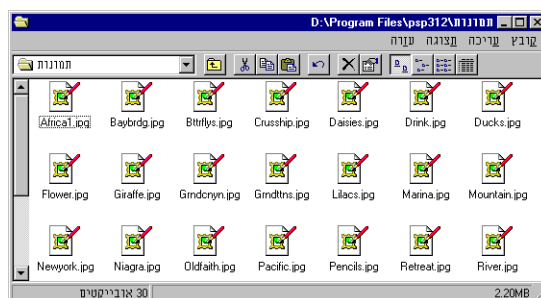 D:\Program Files\psp312\תמונות
קובץ עריכה תצוגה עזרה
תמונות
Africa1.jpg Baybrdg.jpg Bttrflys.jpg Crusship.jpg Daisies.jpg Drink.jpg Ducks.jpg
Flower.jpg Giraffe.jpg Grndcnyn.jpg Grndttns.jpg Lilacs.jpg Marina.jpg Mountain.jpg
Newyork.jpg Niagra.jpg Oldfaith.jpg Pacific.jpg Pencils.jpg Retreat.jpg River.jpg
30 אובייקטים
2.20MB